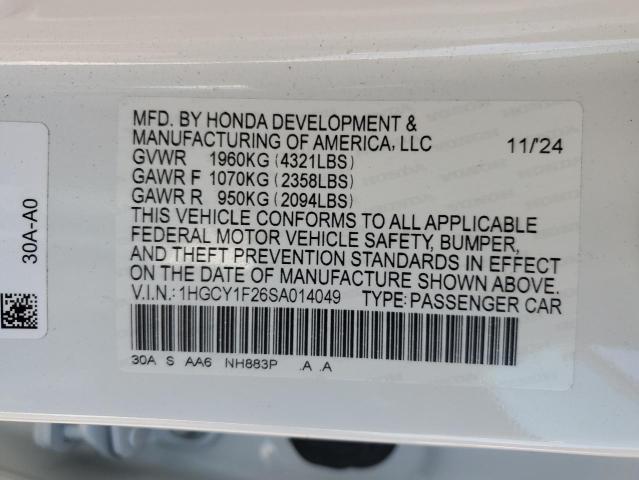 MFD. BY HONDA DEVELOPMENT &
MANUFACTURING OF AMERICA, LLC 11/'24
GVWR 1960KG (4321LBS)
GAWR F 1070KG (2358LBS)
GAWR R 950KG (2094LBS)
THIS VEHICLE CONFORMS TO ALL APPLICABLE
FEDERAL MOTOR VEHICLE SAFETY, BUMPER,
AND THEFT PREVENTION STANDARDS IN EFFECT
ON THE DATE OF MANUFACTURE SHOWN ABOVE.
V.I.N.: 1HGCY1F26SA014049 TYPE: PASSENGER CAR
30A S AA6 NH883P .A .A
30A-A0